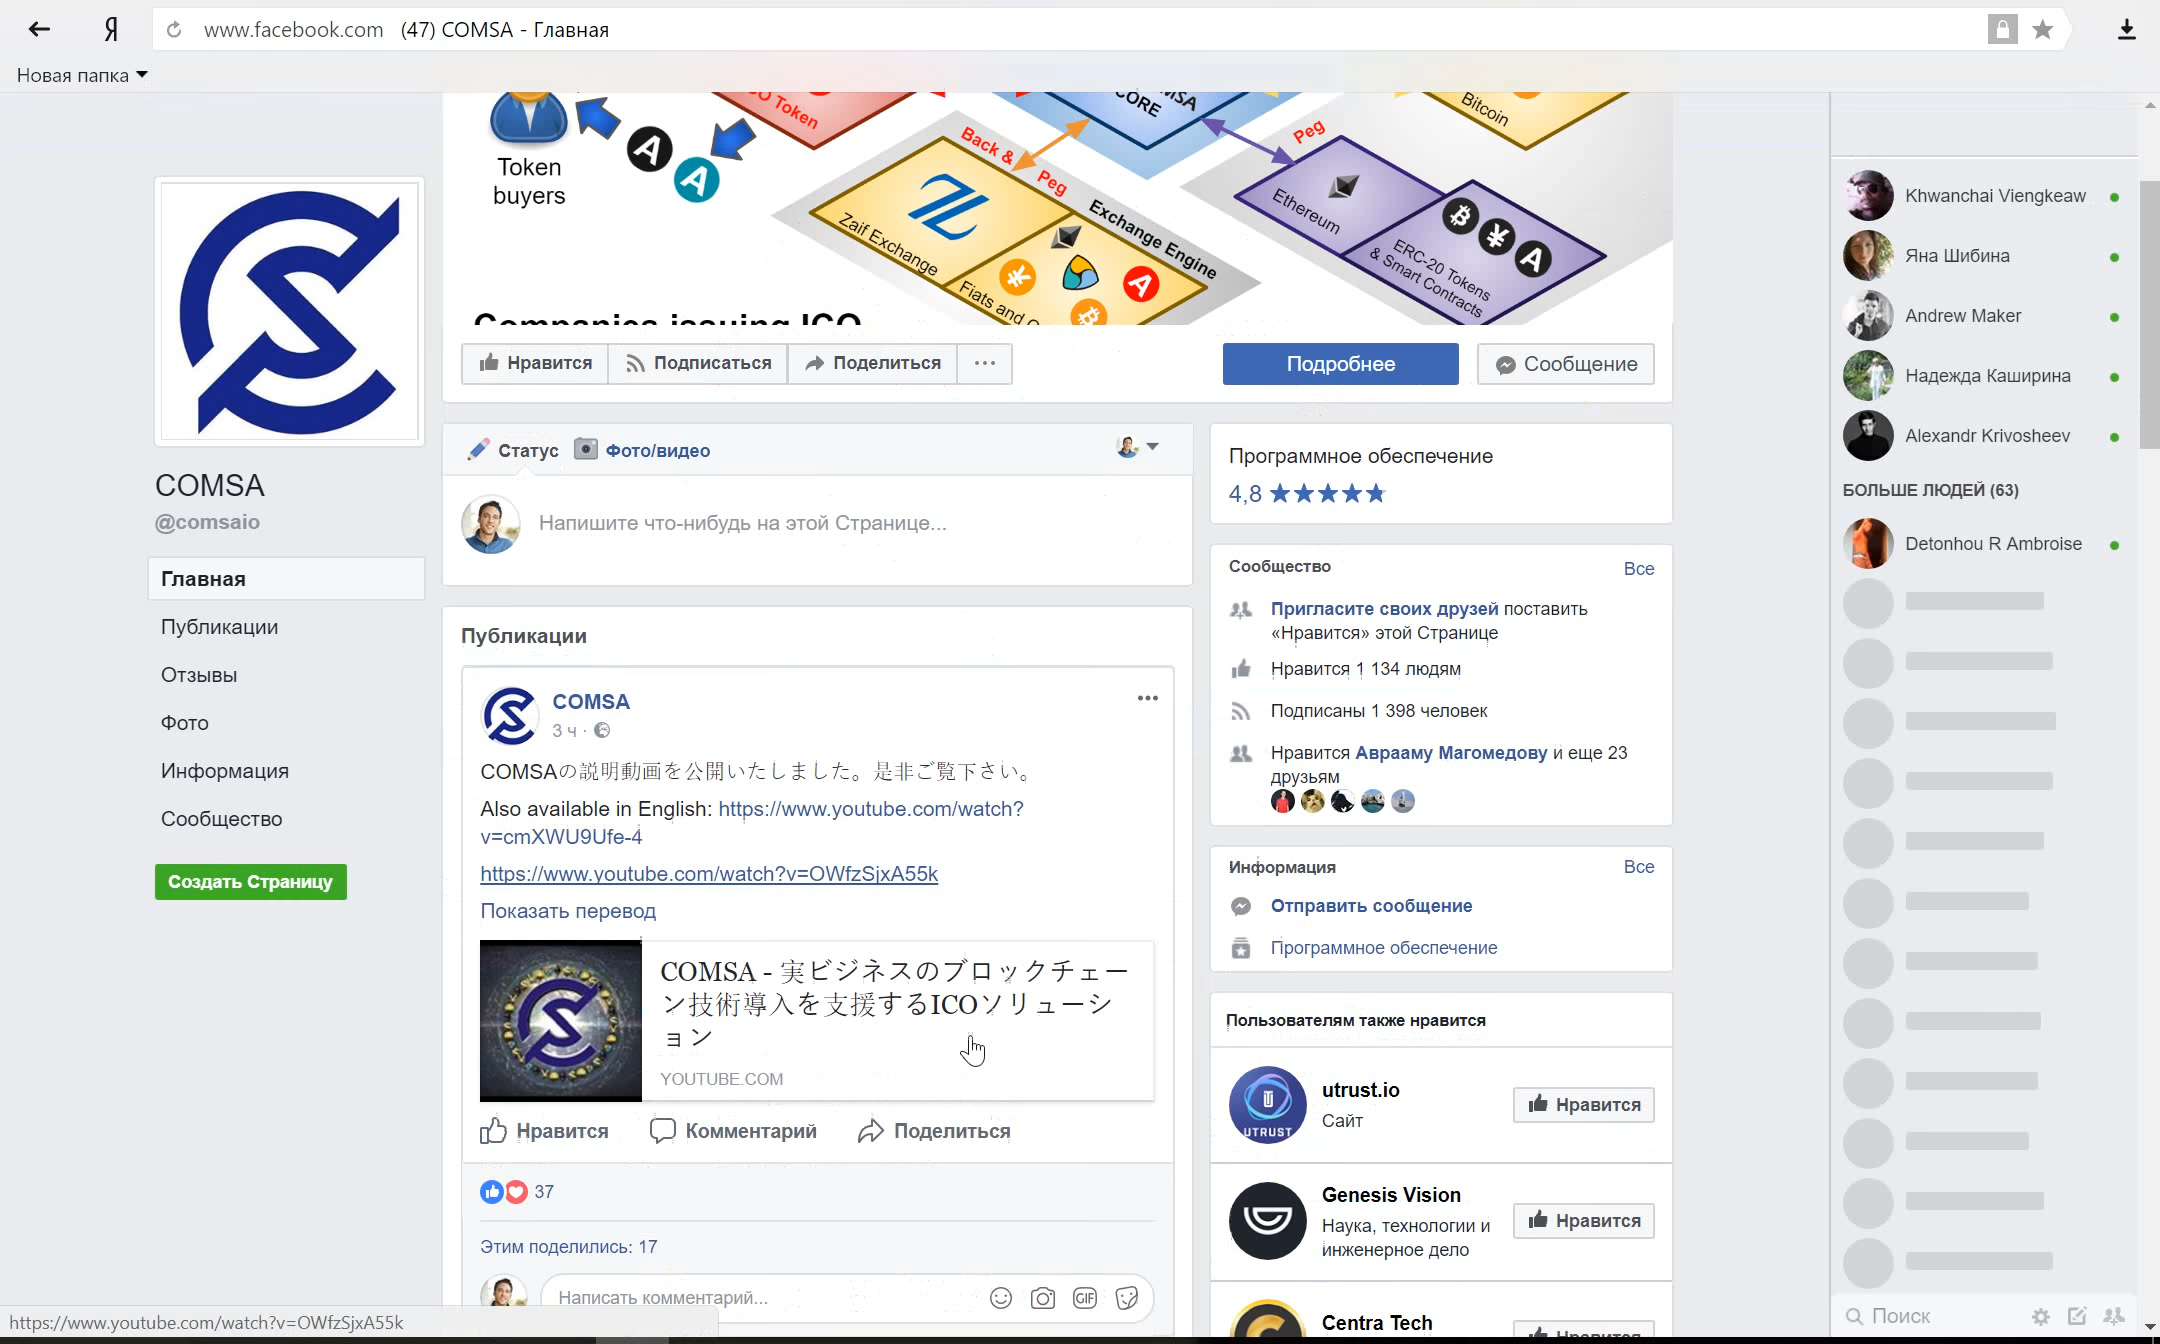 www.facebook.com (47) COMSA - Главная
Новая папка
Token
buyers
Token
CORE
Bitcoin
Back &
Peg
Peg
Zaif Exchange
Exchange Engine
Fiats and
Ethereum
ERC-20 Tokens
& Smart Contracts
Companies issuing ICO
Нравится
Подписаться
Поделиться
Подробнее
Сообщение
COMSA
@comsaio
Главная
Публикации
Отзывы
Фото
Информация
Сообщество
Создать Страницу
Статус
Фото/видео
Напишите что-нибудь на этой Странице...
Публикации
COMSA
3 ч ·
COMSAの説明動画を公開いたしました。是非ご覧下さい。
Also available in English: https://www.youtube.com/watch?
v=cmXWU9Ufe-4
https://www.youtube.com/watch?v=OWfzSjxA55k
Показать перевод
COMSA - 実ビジネスのブロックチェー
ン技術導入を支援するICOソリューシ
ョン
YOUTUBE.COM
Нравится
Комментарий
Поделиться
37
Этим поделились: 17
Написать комментарий...
GIF
Программное обеспечение
4,8
Сообщество
Все
Пригласите своих друзей поставить
«Нравится» этой Странице
Нравится 1 134 людям
Подписаны 1 398 человек
Нравится Аврааму Магомедову и еще 23
друзьям
Информация
Все
Отправить сообщение
Программное обеспечение
Пользователям также нравится
UTRUST
utrust.io
Сайт
Нравится
Genesis Vision
Наука, технологии и
инженерное дело
Нравится
Centra Tech
Нравится
Khwanchai Viengkeaw
Яна Шибина
Andrew Maker
Надежда Каширина
Alexandr Krivosheev
БОЛЬШЕ ЛЮДЕЙ (63)
Detonhou R Ambroise
Поиск
https://www.youtube.com/watch?v=OWfzSjxA55k